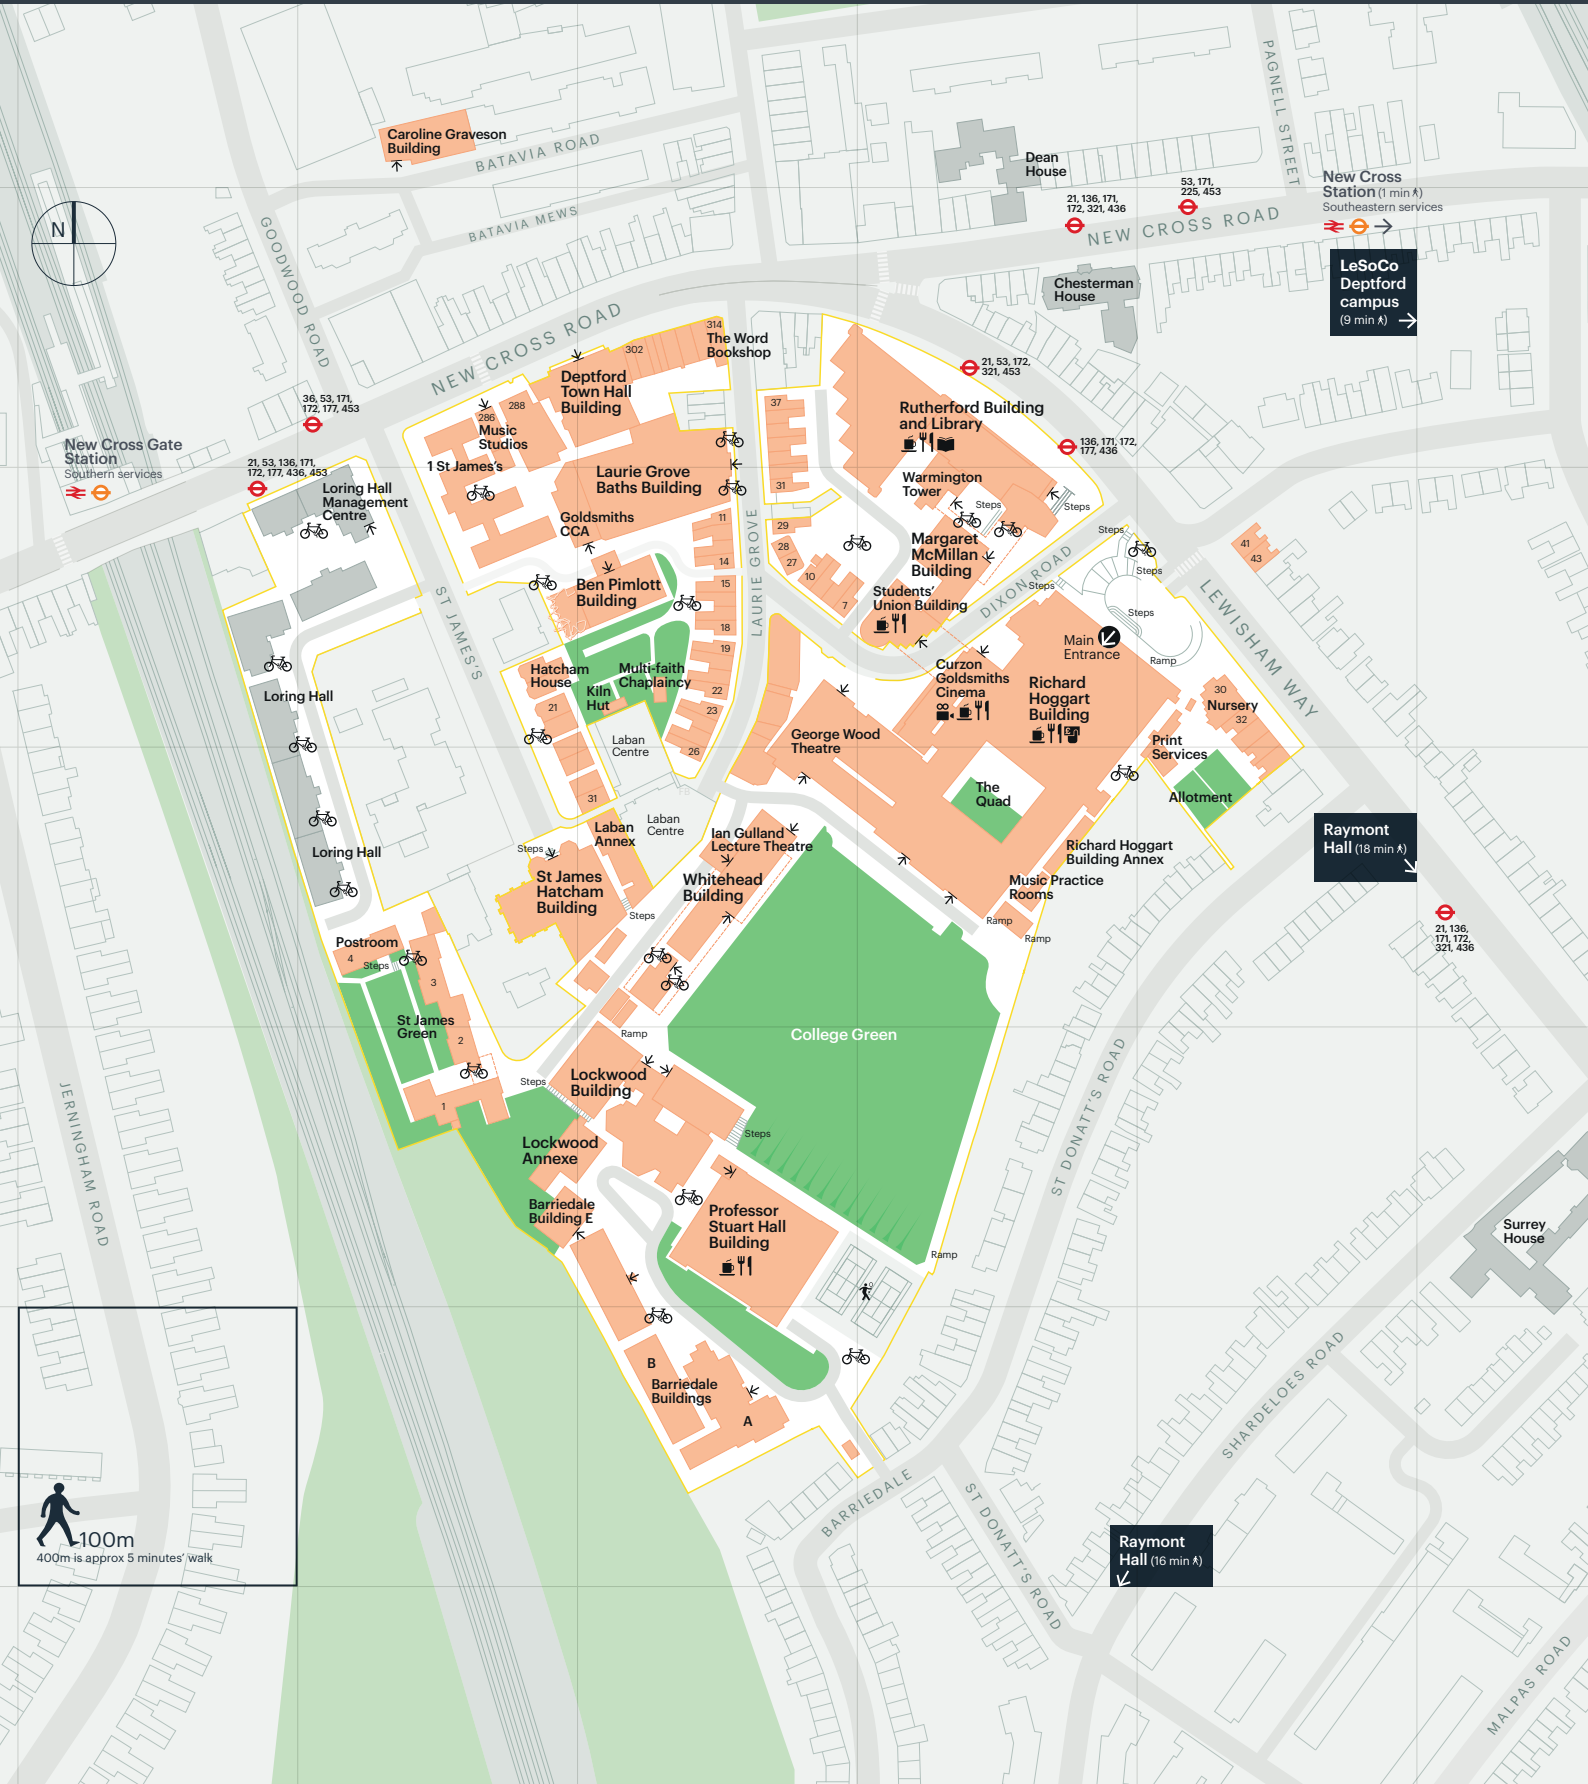 PAGNELL STREET
Caroline Graveson
Building
BATAVIA ROAD
BATAVIA MEWS
GOODWOOD ROAD
N
Dean
House
53, 171,
225, 453
21, 136, 171,
172, 321, 436
NEW CROSS ROAD
New Cross
Station (1 min)
Southeastern services
LeSoCo
Deptford
campus
(9 min)
Chesterman
House
NEW CROSS ROAD
314
The Word
Bookshop
302
Deptford
Town Hall
Building
288
286
Music
Studios
1 St James's
36, 53, 171,
172, 177, 453
New Cross Gate
Station
Southern services
21, 53, 136, 171,
172, 177, 436, 453
Loring Hall
Management
Centre
Laurie Grove
Baths Building
Goldsmiths
CCA
Ben Pimlott
Building
37
31
29
28
27
10
7
11
14
15
18
19
22
23
26
LAURIE GROVE
21, 53, 172,
321, 453
Rutherford Building
and Library
136, 171, 172,
177, 436
Warmington
Tower
Steps
Steps
Margaret
McMillan
Building
Students'
Union Building
DIXON ROAD
Steps
Steps
Steps
Steps
41
43
LEWISHAM WAY
Main
Entrance
Ramp
Curzon
Goldsmiths
Cinema
Richard
Hoggart
Building
30
Nursery
32
Print
Services
Allotment
George Wood
Theatre
The
Quad
ST JAMES'S
Hatcham
House
Multi-faith
Chaplaincy
Kiln
Hut
21
31
Laban
Centre
Laban
Centre
Laban
Annex
Loring Hall
Loring Hall
Steps
St James
Hatcham
Building
Steps
Ian Gulland
Lecture Theatre
Whitehead
Building
Richard Hoggart
Building Annex
Music Practice
Rooms
Ramp
Ramp
Raymont
Hall (18 min)
21, 136,
171, 172,
321, 436
Postroom
4
Steps
3
St James
Green
2
1
College Green
Ramp
Steps
Lockwood
Building
Steps
Lockwood
Annexe
Barriedale
Building E
Professor
Stuart Hall
Building
Ramp
B
Barriedale
Buildings
A
JERNINGHAM ROAD
ST DONATT'S ROAD
Surrey
House
SHARDELOES ROAD
BARRIEDALE
ST DONATT'S ROAD
Raymont
Hall (16 min)
MALPAS ROAD
100m
400m is approx 5 minutes' walk